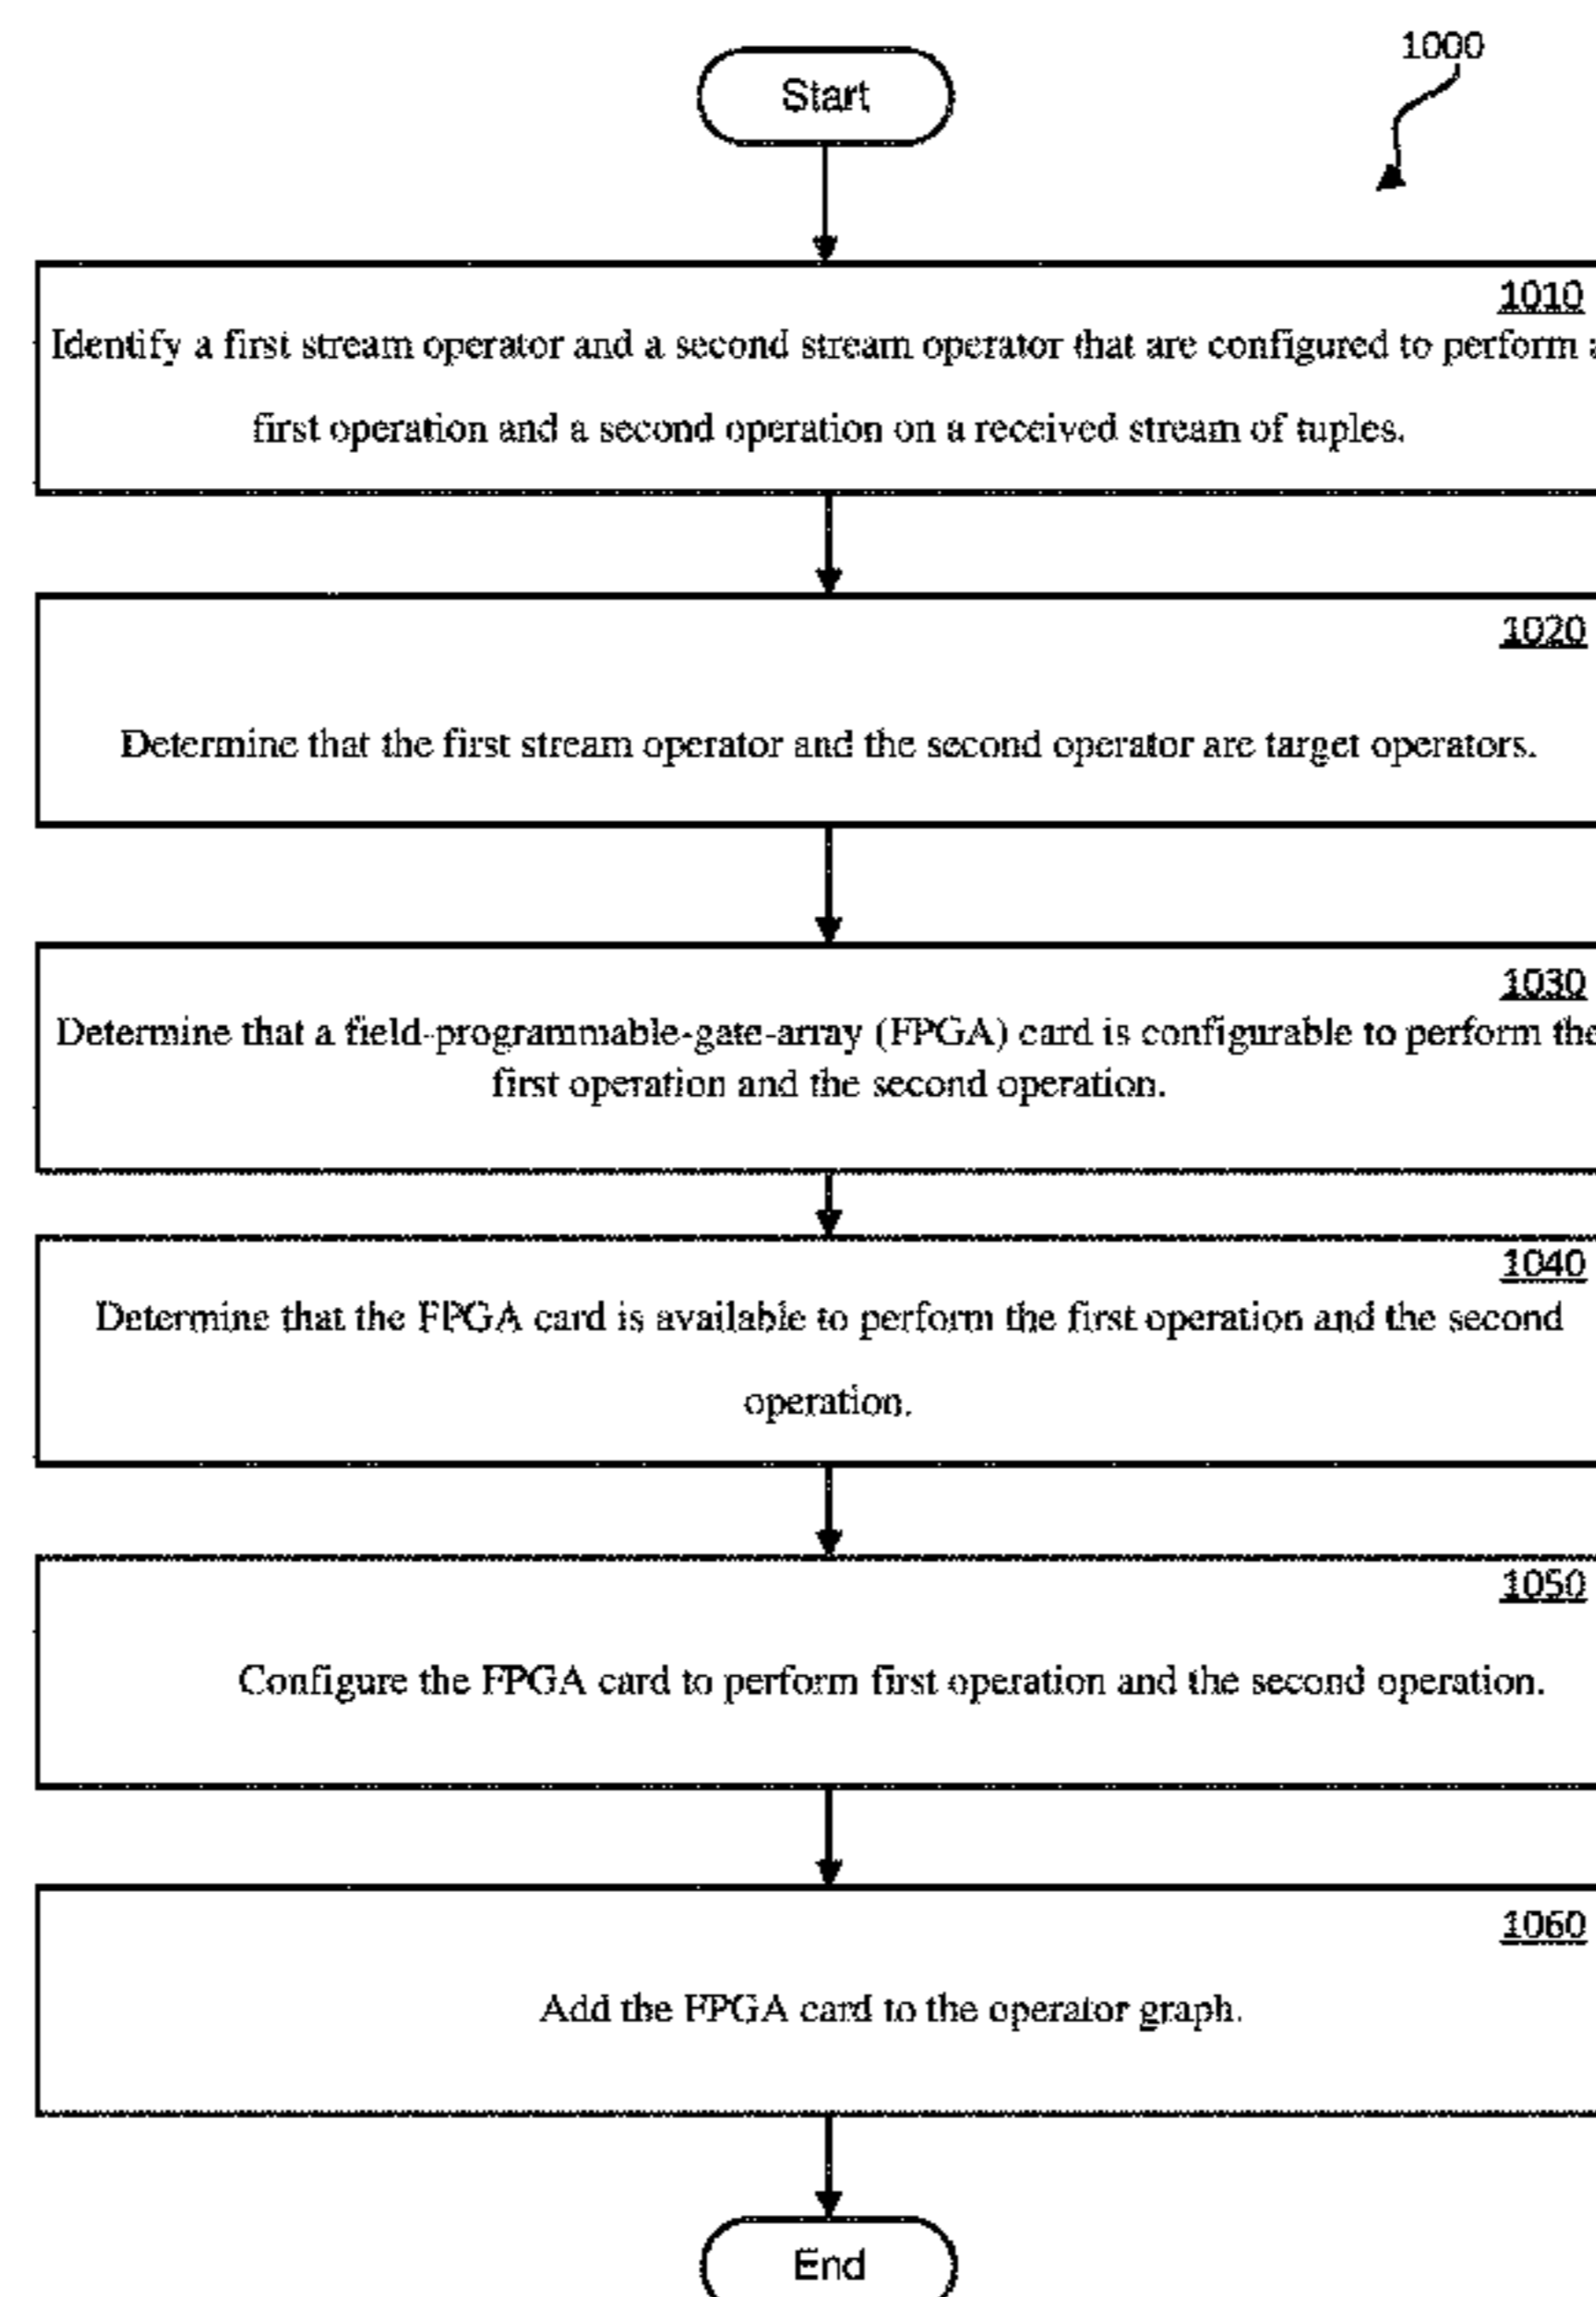 1000
Start
1010
Identify a first stream operator and a second stream operator that are configured to perform a
first operation and a second operation on a received stream of tuples.
1020
Determine that the first stream operator and the second operator are target operators.
1030
Determine that a field-programmable-gate-array (FPGA) card is configurable to perform the
first operation and the second operation.
1040
Determine that the FPGA card is available to perform the first operation and the second
operation.
1050
Configure the FPGA card to perform first operation and the second operation.
1060
Add the FPGA card to the operator graph.
End